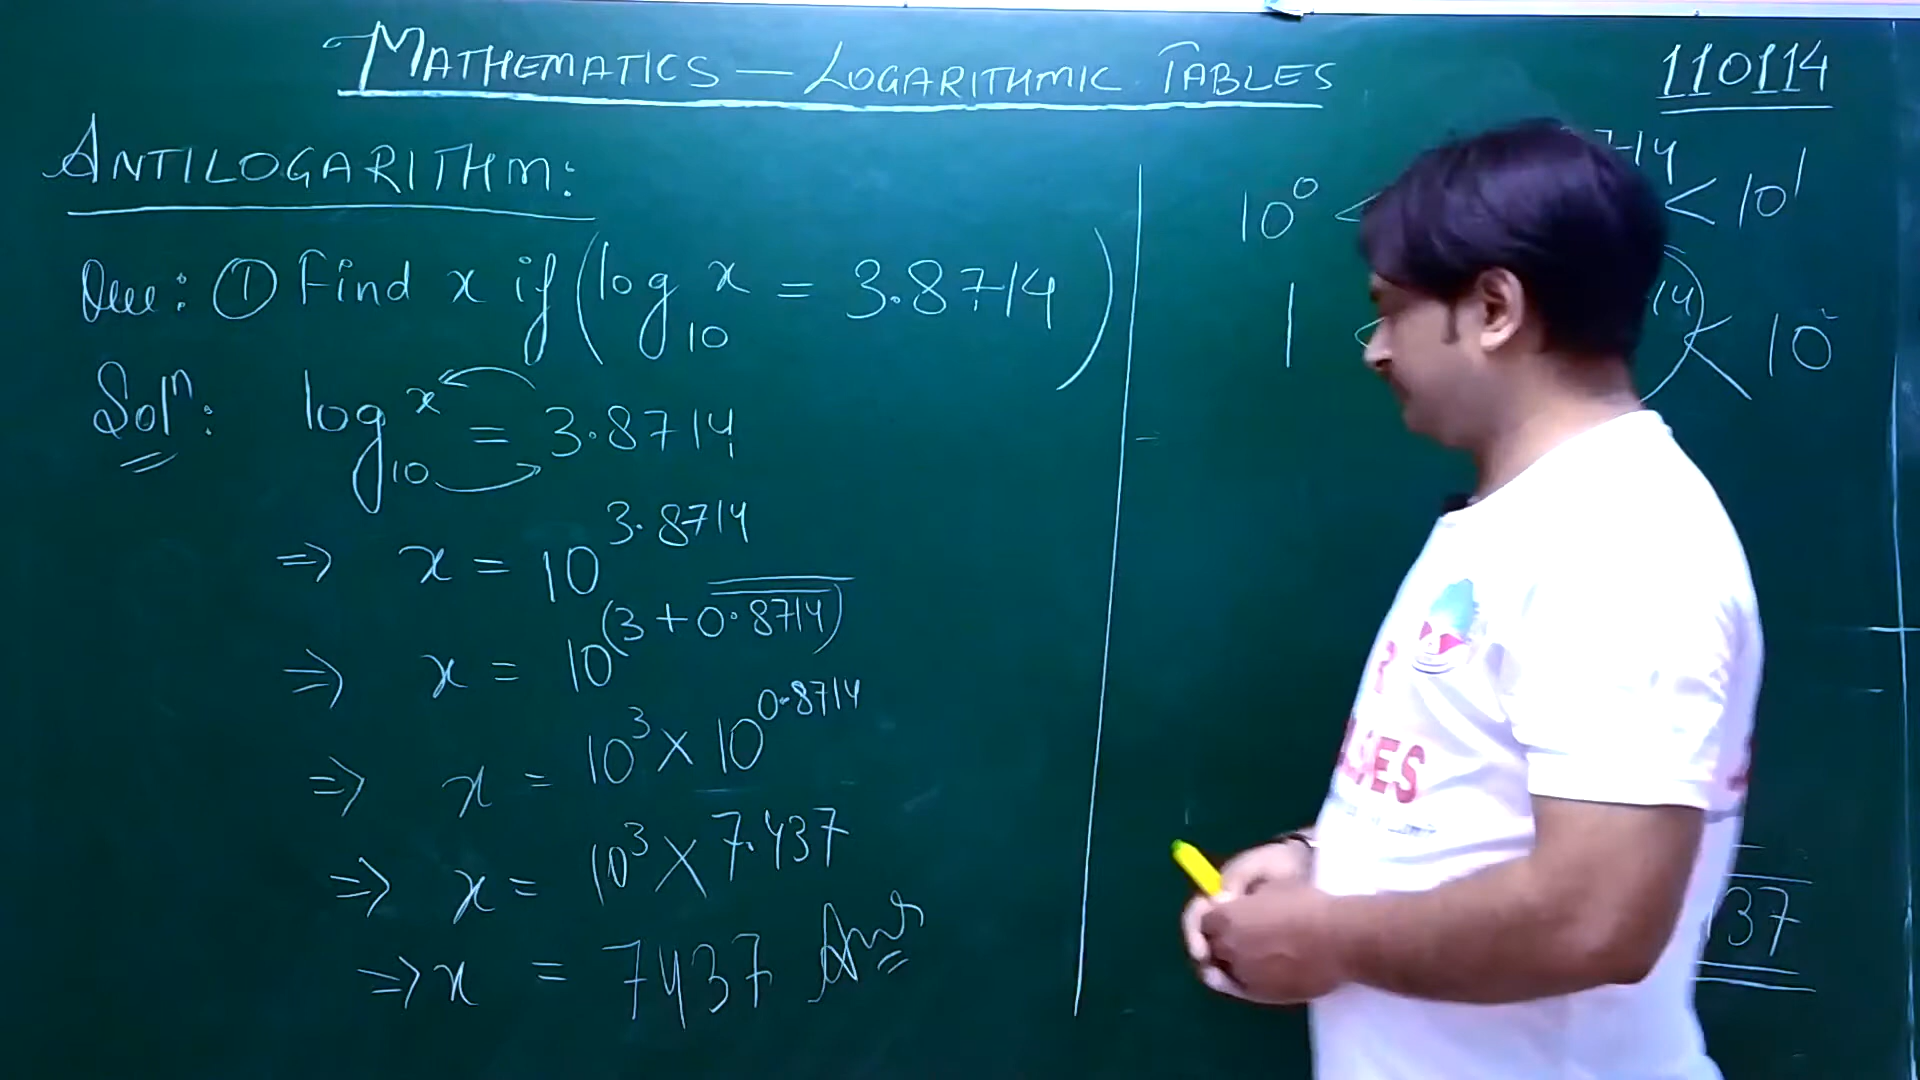 MATHEMATICS — LOGARITHMIC TABLES
110114
ANTILOGARITHM:
Que: ① Find x if (log₁₀ x = 3.8714)
Solⁿ: log₁₀ x = 3.8714
⇒ x = 10^3.8714
⇒ x = 10^(3 + 0.8714)
⇒ x = 10³ × 10^0.8714
⇒ x = 10³ × 7.437
⇒ x = 7437 Ans
10⁰ < < 10¹
1 < 14) < 10
37